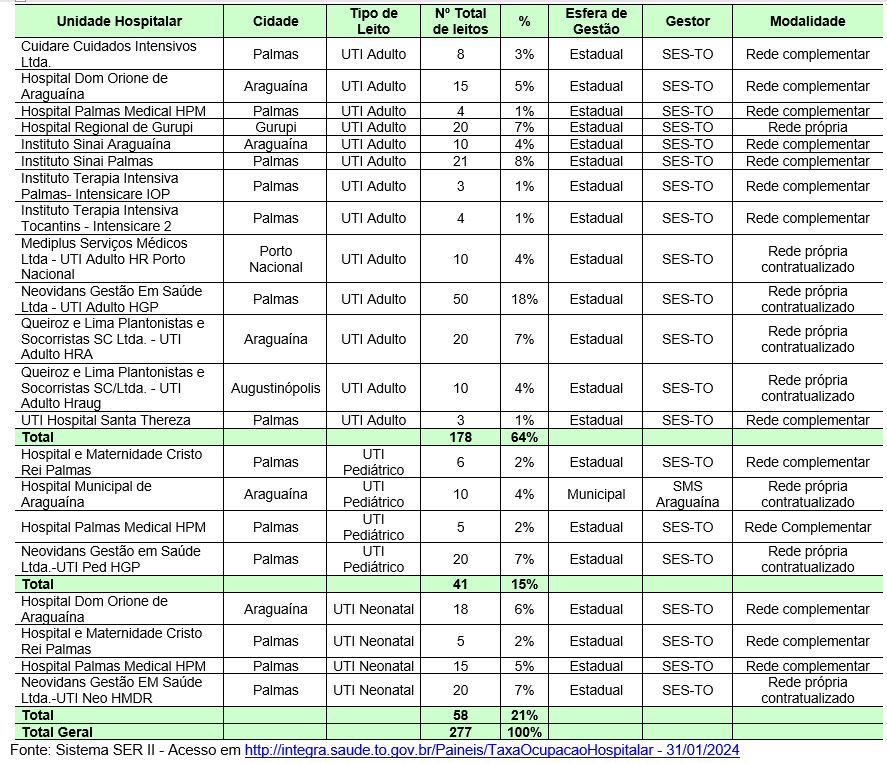 Unidade Hospitalar Cidade Tipo de Leito Nº Total de leitos % Esfera de Gestão Gestor Modalidade
Cuidare Cuidados Intensivos Ltda. Palmas UTI Adulto 8 3% Estadual SES-TO Rede complementar
Hospital Dom Orione de Araguaína Araguaína UTI Adulto 15 5% Estadual SES-TO Rede complementar
Hospital Palmas Medical HPM Palmas UTI Adulto 4 1% Estadual SES-TO Rede complementar
Hospital Regional de Gurupi Gurupi UTI Adulto 20 7% Estadual SES-TO Rede própria
Instituto Sinai Araguaína Araguaína UTI Adulto 10 4% Estadual SES-TO Rede complementar
Instituto Sinai Palmas Palmas UTI Adulto 21 8% Estadual SES-TO Rede complementar
Instituto Terapia Intensiva Palmas- Intensicare IOP Palmas UTI Adulto 3 1% Estadual SES-TO Rede complementar
Instituto Terapia Intensiva Tocantins - Intensicare 2 Palmas UTI Adulto 4 1% Estadual SES-TO Rede complementar
Mediplus Serviços Médicos Ltda - UTI Adulto HR Porto Nacional Porto Nacional UTI Adulto 10 4% Estadual SES-TO Rede própria contratualizado
Neovidans Gestão Em Saúde Ltda - UTI Adulto HGP Palmas UTI Adulto 50 18% Estadual SES-TO Rede própria contratualizado
Queiroz e Lima Plantonistas e Socorristas SC Ltda. - UTI Adulto HRA Araguaína UTI Adulto 20 7% Estadual SES-TO Rede própria contratualizado
Queiroz e Lima Plantonistas e Socorristas SC/Ltda. - UTI Adulto Hraug Augustinópolis UTI Adulto 10 4% Estadual SES-TO Rede própria contratualizado
UTI Hospital Santa Thereza Palmas UTI Adulto 3 1% Estadual SES-TO Rede complementar
Total 178 64%
Hospital e Maternidade Cristo Rei Palmas Palmas UTI Pediátrico 6 2% Estadual SES-TO Rede complementar
Hospital Municipal de Araguaína Araguaína UTI Pediátrico 10 4% Municipal SMS Araguaína Rede própria contratualizado
Hospital Palmas Medical HPM Palmas UTI Pediátrico 5 2% Estadual SES-TO Rede Complementar
Neovidans Gestão em Saúde Ltda.-UTI Ped HGP Palmas UTI Pediátrico 20 7% Estadual SES-TO Rede própria contratualizado
Total 41 15%
Hospital Dom Orione de Araguaína Araguaína UTI Neonatal 18 6% Estadual SES-TO Rede complementar
Hospital e Maternidade Cristo Rei Palmas Palmas UTI Neonatal 5 2% Estadual SES-TO Rede complementar
Hospital Palmas Medical HPM Palmas UTI Neonatal 15 5% Estadual SES-TO Rede complementar
Neovidans Gestão EM Saúde Ltda.-UTI Neo HMDR Palmas UTI Neonatal 20 7% Estadual SES-TO Rede própria contratualizado
Total 58 21%
Total Geral 277 100%
Fonte: Sistema SER II - Acesso em http://integra.saude.to.gov.br/Paineis/TaxaOcupacaoHospitalar - 31/01/2024